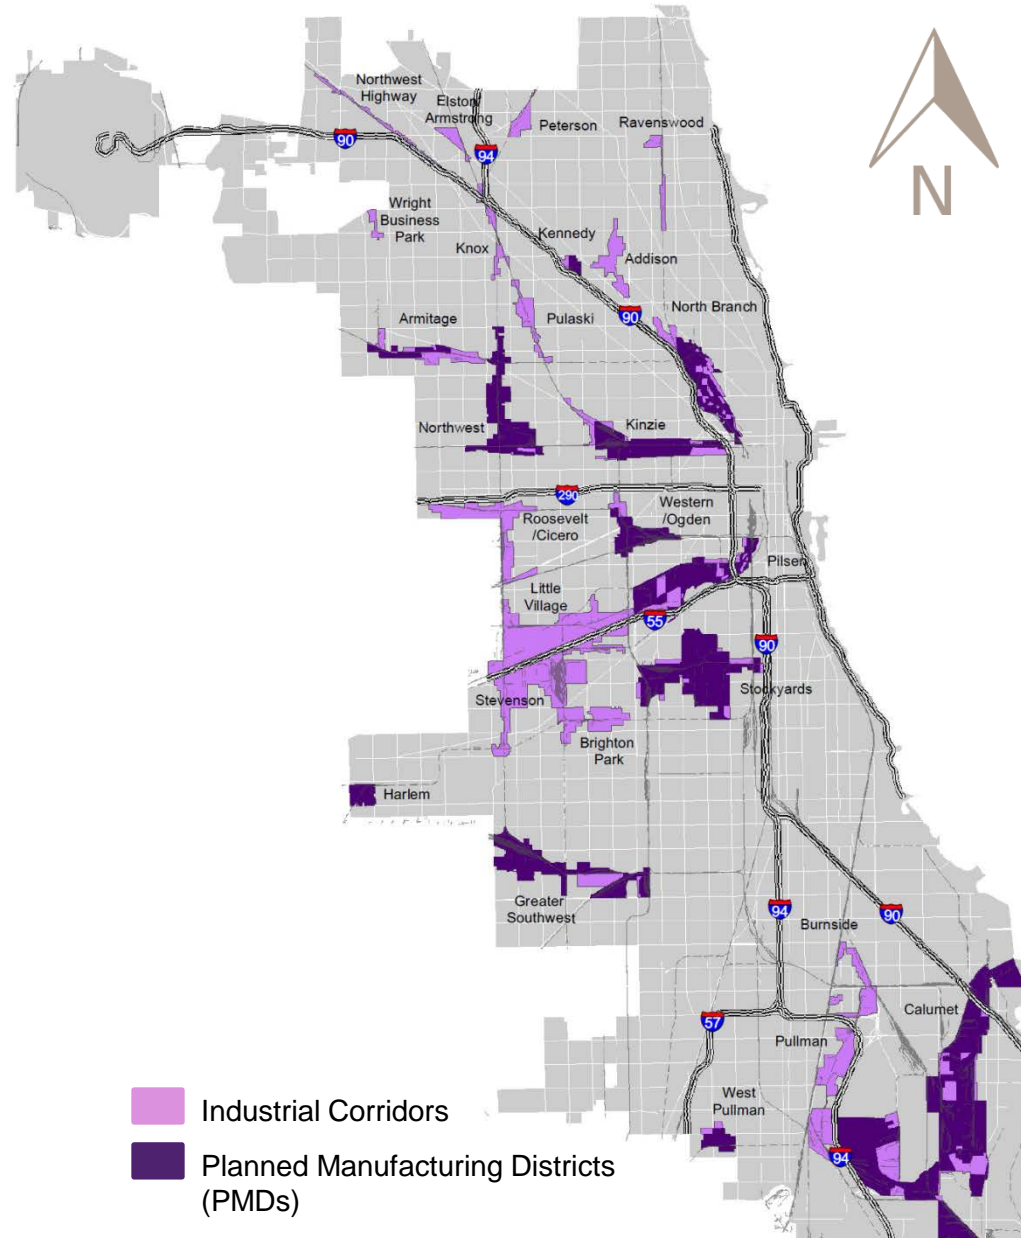 Northwest
Highway
Elston/
Armstrong
Peterson
Ravenswood
90
94
N
Wright
Business
Park
Knox
Kennedy
Addison
North Branch
Armitage
Pulaski
90
Northwest
Kinzie
290
Western
/Ogden
Roosevelt
/Cicero
Pilsen
Little
Village
55
90
Stevenson
Stockyards
Brighton
Park
Harlem
Greater
Southwest
94
90
Burnside
Calumet
57
Pullman
West
Pullman
94
Industrial Corridors
Planned Manufacturing Districts
(PMDs)